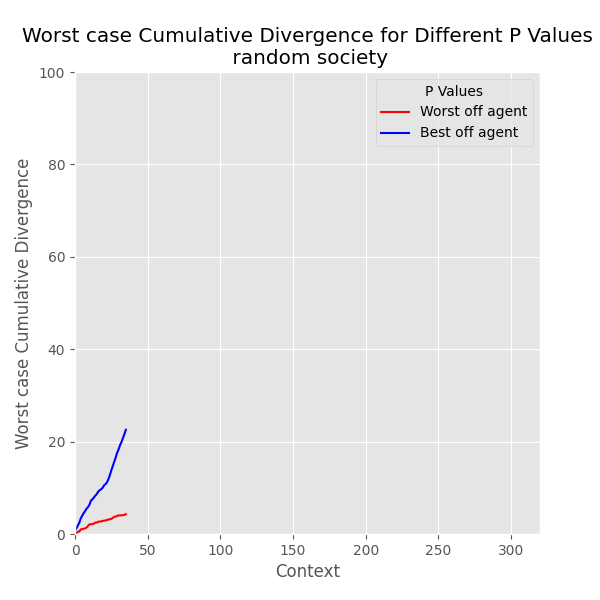 Worst case Cumulative Divergence for Different P Values
random society
P Values
Worst off agent
Best off agent
Worst case Cumulative Divergence
100
80
60
40
20
0
0 50 100 150 200 250 300
Context